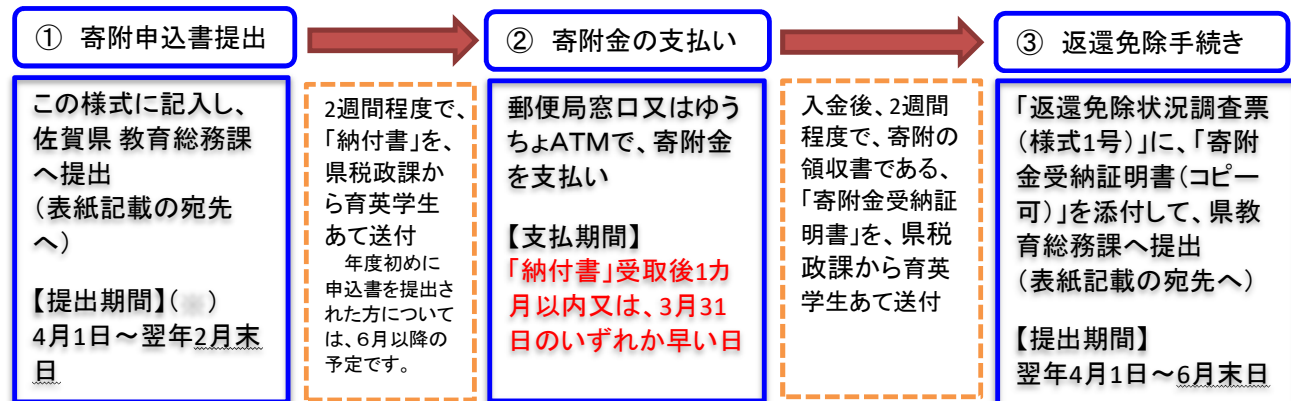 ① 寄附申込書提出
この様式に記入し、
佐賀県 教育総務課
へ提出
(表紙記載の宛先
へ)
【提出期間】( )
4月1日～翌年2月末
日
2週間程度で、
「納付書」を、
県税政課か
ら育英学生
あて送付
年度初めに
申込書を提出さ
れた方について
は、6月以降の
予定です。
② 寄附金の支払い
郵便局窓口又はゆう
ちょATMで、寄附金
を支払い
【支払期間】
「納付書」受取後1カ
月以内又は、3月31
日のいずれか早い日
入金後、2週間
程度で、寄附の
領収書である、
「寄附金受納証
明書」を、県税
政課から育英
学生あて送付
③ 返還免除手続き
「返還免除状況調査票
(様式1号)」に、「寄附
金受納証明書(コピー
可)」を添付して、県教
育総務課へ提出
(表紙記載の宛先へ)
【提出期間】
翌年4月1日～6月末日